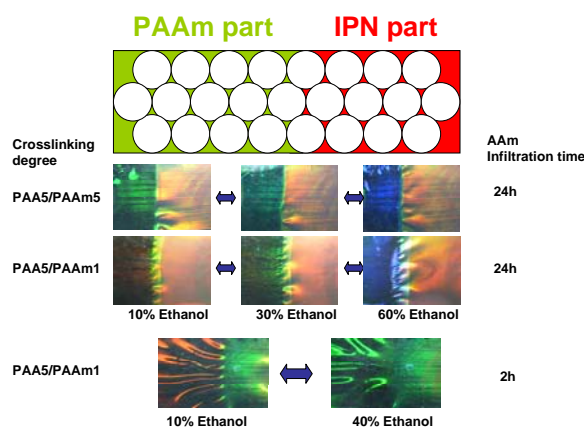 PAAm part IPN part
Crosslinking
degree
AAm
Infiltration time
PAA5/PAAm5
24h
PAA5/PAAm1
24h
10% Ethanol 30% Ethanol 60% Ethanol
PAA5/PAAm1
2h
10% Ethanol 40% Ethanol